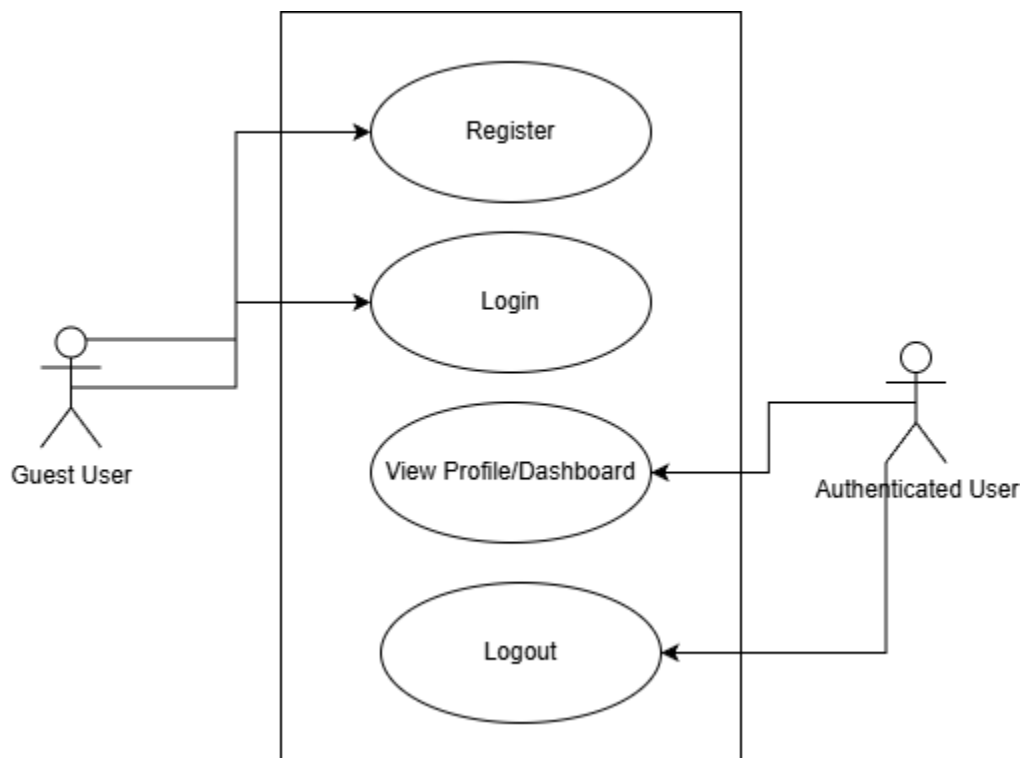 Register
Login
Guest User
View Profile/Dashboard
Authenticated User
Logout